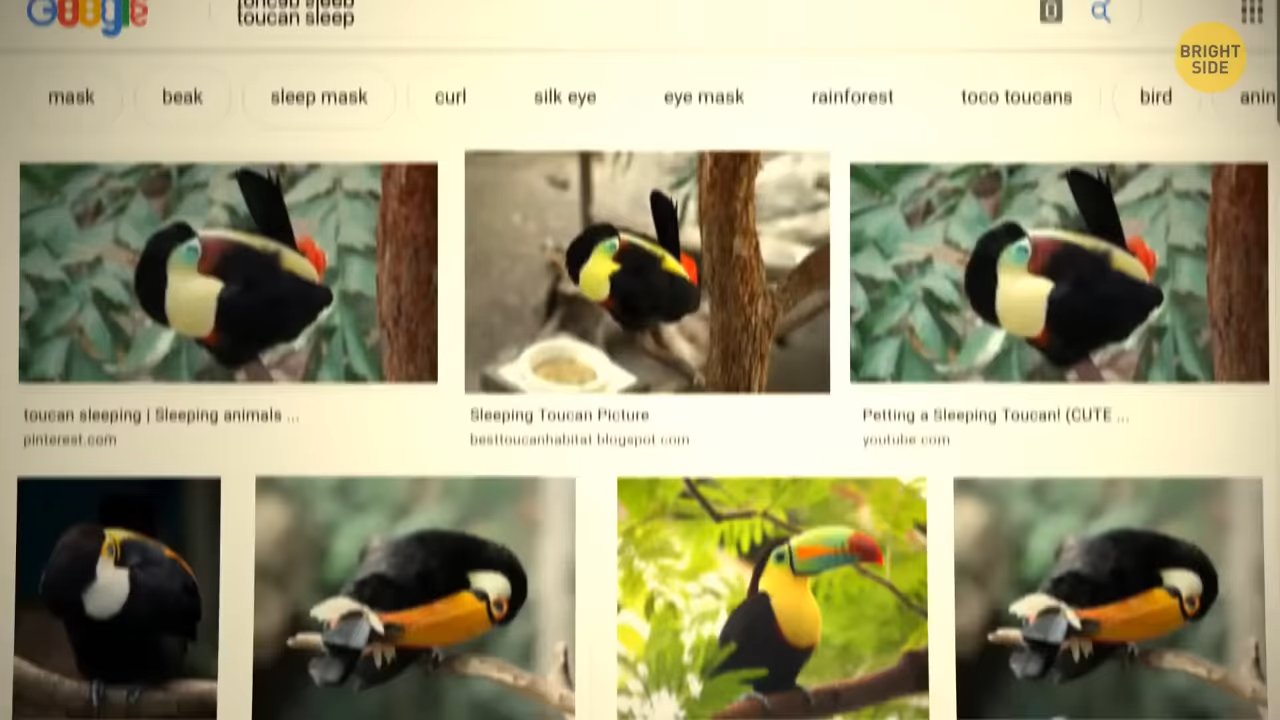 Google
toucan sleep
BRIGHT
SIDE
mask beak sleep mask curl silk eye eye mask rainforest toco toucans bird anin
toucan sleeping | Sleeping animals ...
pinterest.com
Sleeping Toucan Picture
besttoucanhabitat.blogspot.com
Petting a Sleeping Toucan! (CUTE ...
youtube.com